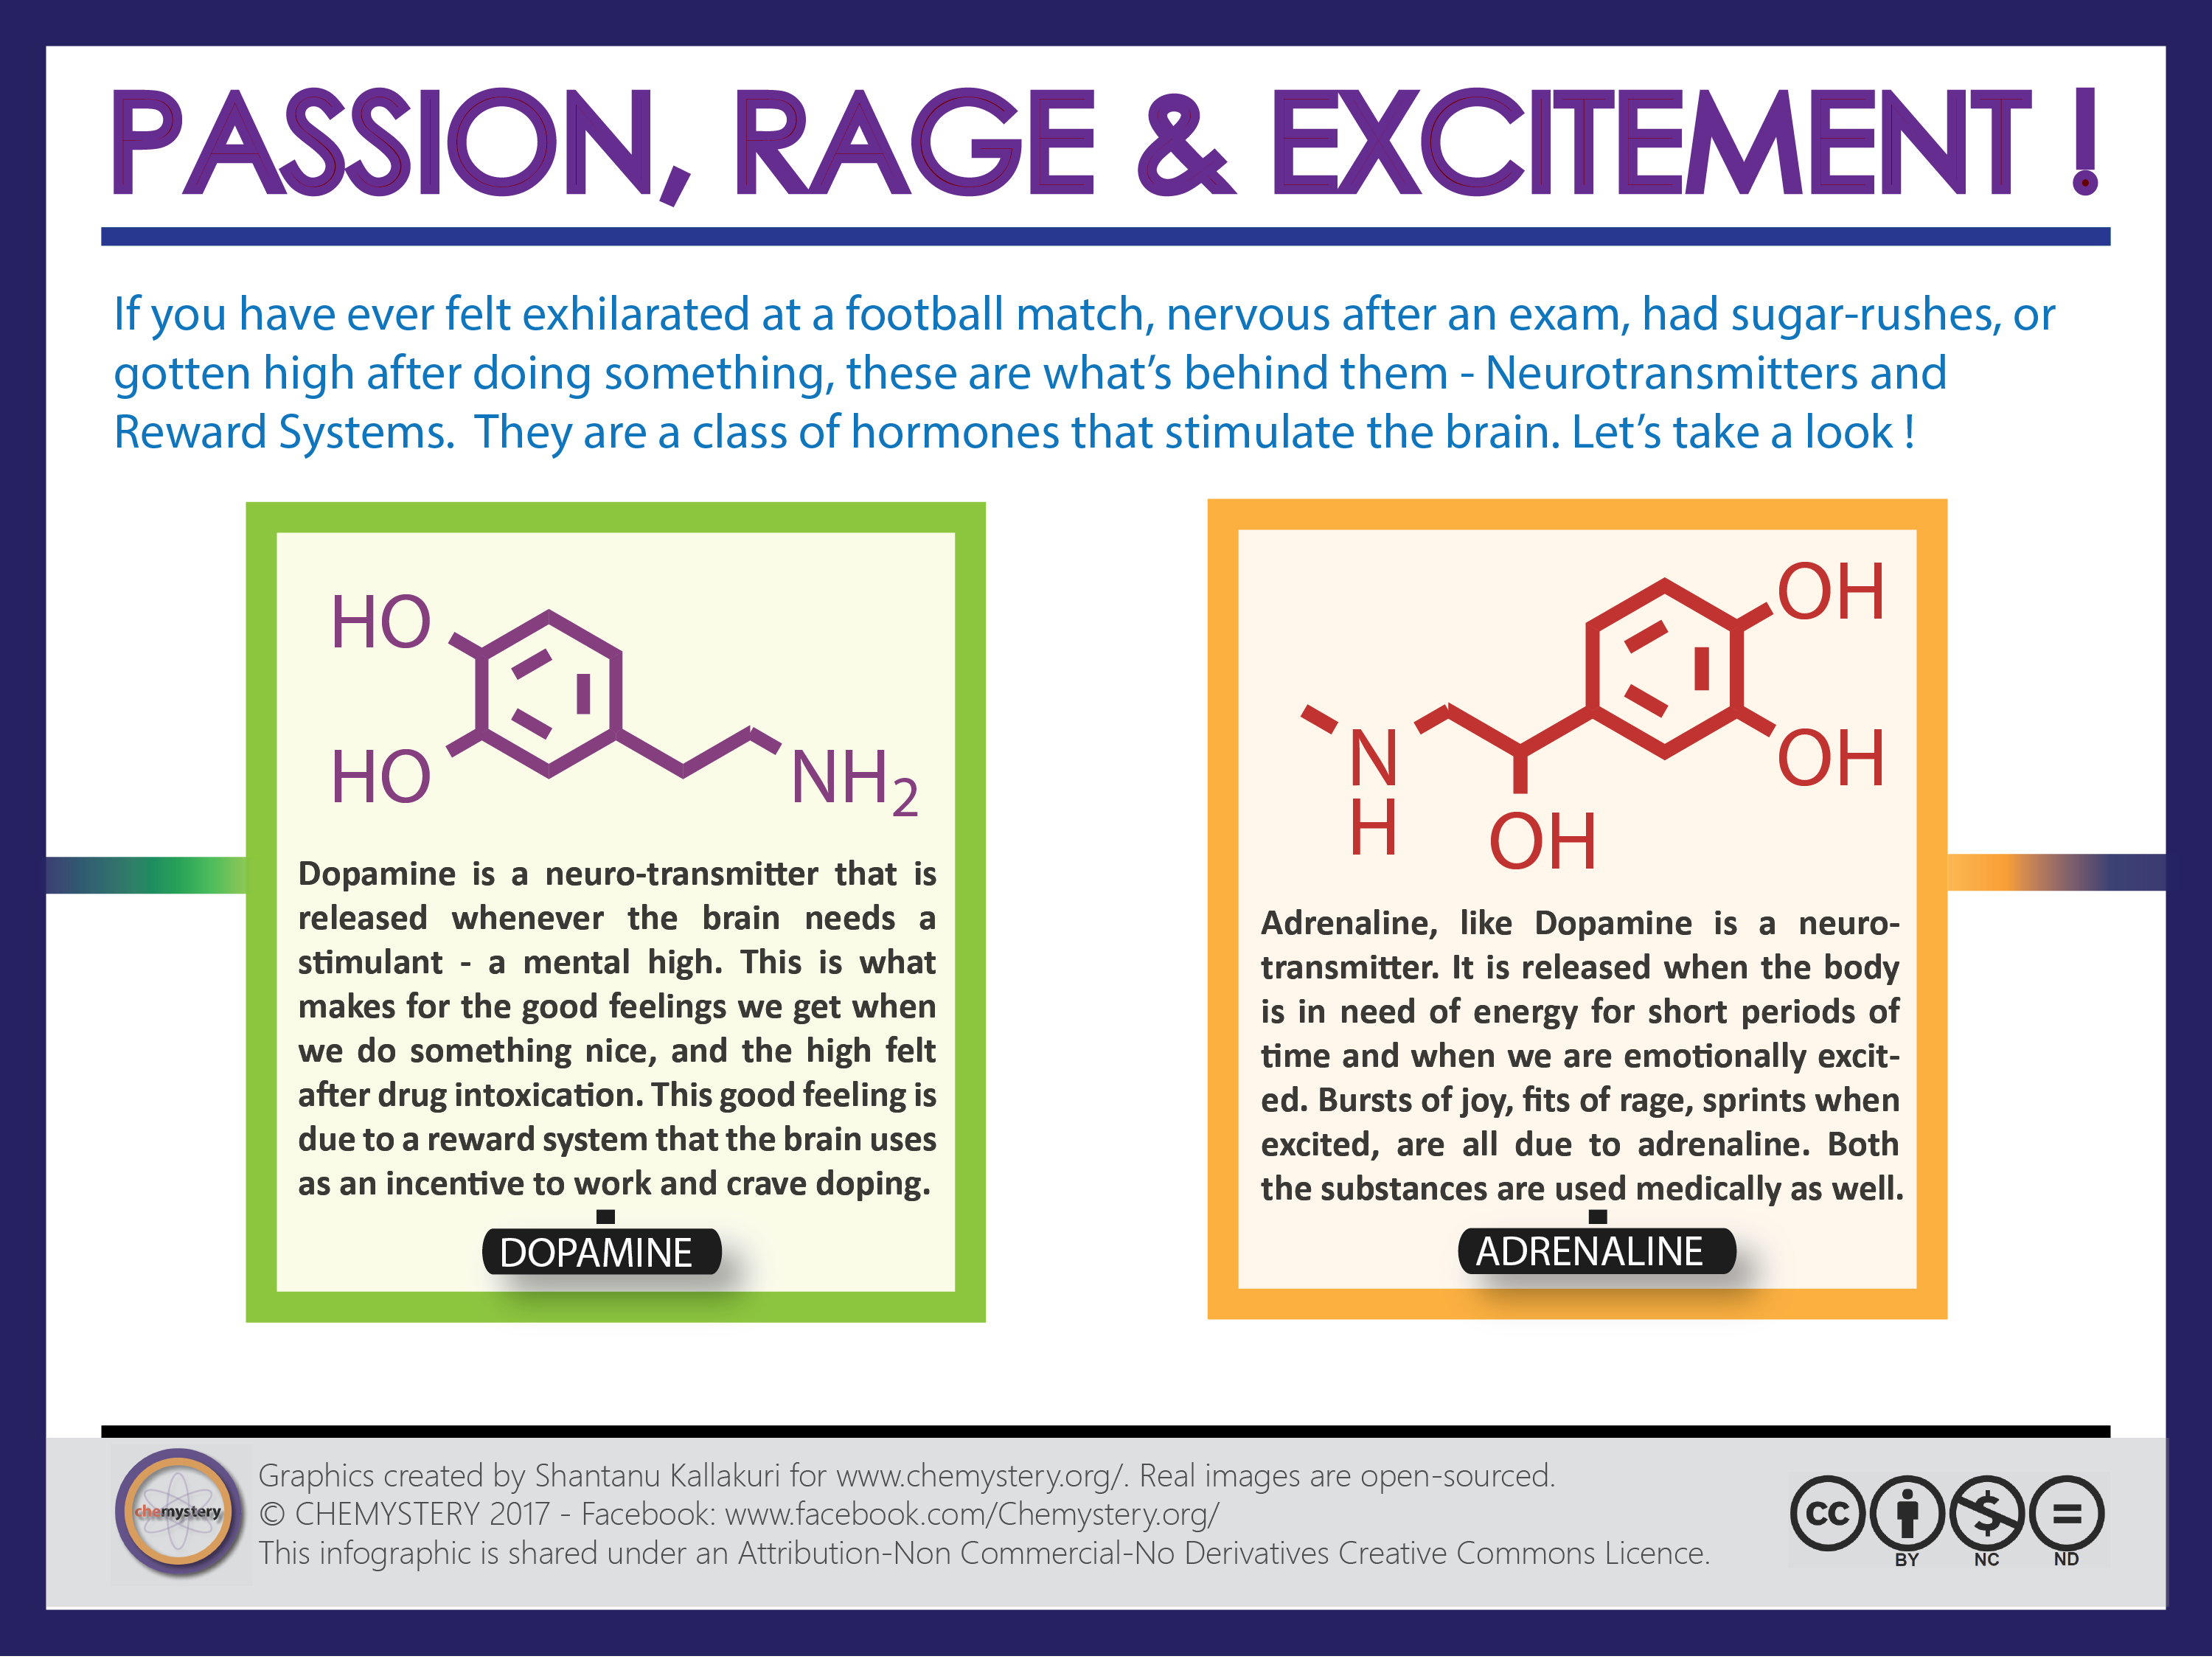 PASSION, RAGE & EXCITEMENT !
If you have ever felt exhilarated at a football match, nervous after an exam, had sugar-rushes, or
gotten high after doing something, these are what’s behind them - Neurotransmitters and
Reward Systems.  They are a class of hormones that stimulate the brain. Let’s take a look !
HO
HO
NH2
Dopamine is a neuro-transmitter that is
released whenever the brain needs a
stimulant - a mental high. This is what
makes for the good feelings we get when
we do something nice, and the high felt
after drug intoxication. This good feeling is
due to a reward system that the brain uses
as an incentive to work and crave doping.
DOPAMINE
OH
OH
N
H
OH
Adrenaline, like Dopamine is a neuro-
transmitter. It is released when the body
is in need of energy for short periods of
time and when we are emotionally excit-
ed. Bursts of joy, fits of rage, sprints when
excited, are all due to adrenaline. Both
the substances are used medically as well.
ADRENALINE
chemystery
Graphics created by Shantanu Kallakuri for www.chemystery.org/. Real images are open-sourced.
© CHEMYSTERY 2017 - Facebook: www.facebook.com/Chemystery.org/
This infographic is shared under an Attribution-Non Commercial-No Derivatives Creative Commons Licence.
cc
BY NC ND